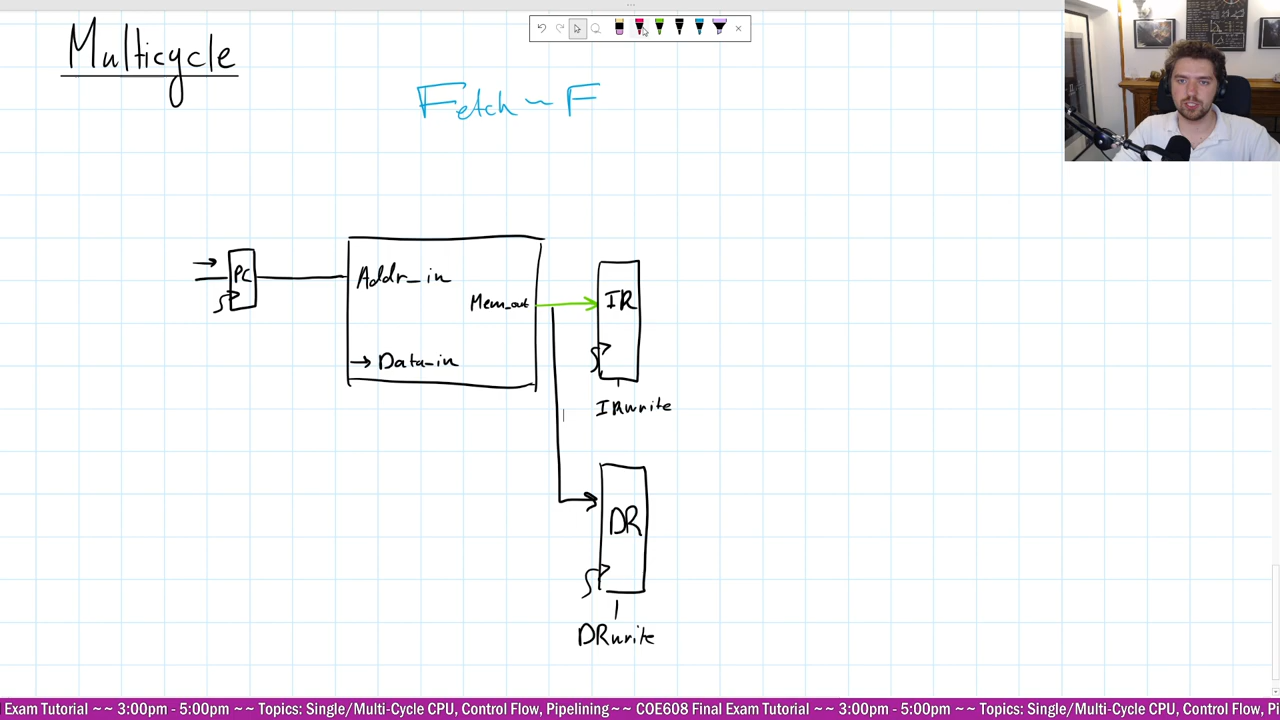 Multicycle
Fetch ~ F
PC
Addr_in
Mem_out
IR
Data_in
IRwrite
DR
DRwrite
Exam Tutorial ~~ 3:00pm - 5:00pm ~~ Topics: Single/Multi-Cycle CPU, Control Flow, Pipelining~~ COE608 Final Exam Tutorial ~~ 3:00pm - 5:00pm ~~ Topics: Single/Multi-Cycle CPU, Control Flow, Pi